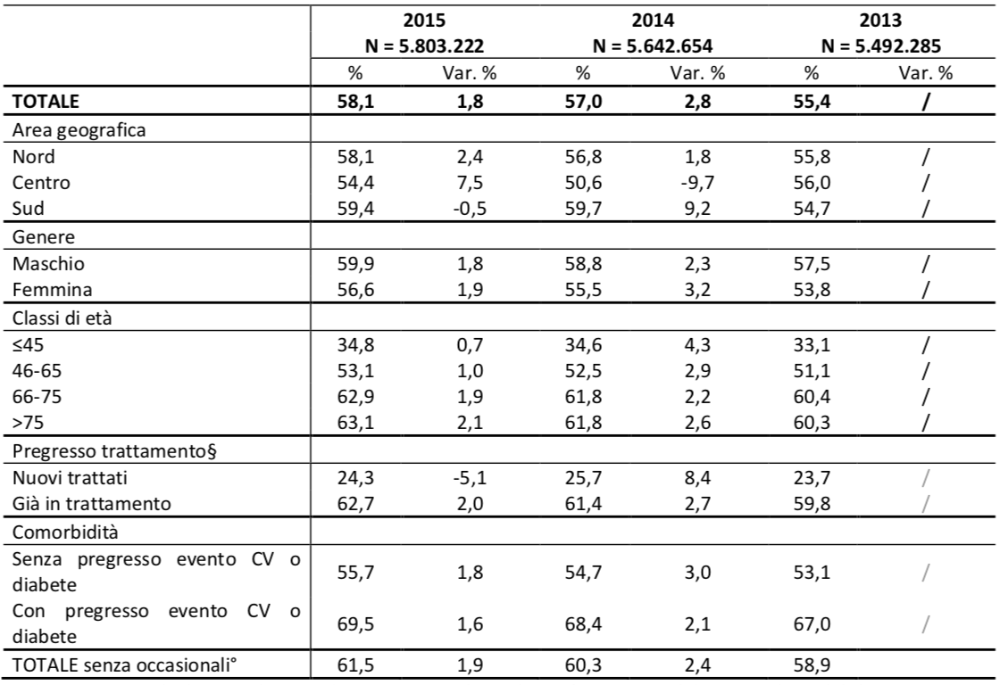 2015 2014 2013
N = 5.803.222 N = 5.642.654 N = 5.492.285
% Var. % % Var. % % Var. %
TOTALE 58,1 1,8 57,0 2,8 55,4 /
Area geografica
Nord 58,1 2,4 56,8 1,8 55,8 /
Centro 54,4 7,5 50,6 -9,7 56,0 /
Sud 59,4 -0,5 59,7 9,2 54,7 /
Genere
Maschio 59,9 1,8 58,8 2,3 57,5 /
Femmina 56,6 1,9 55,5 3,2 53,8 /
Classi di età
≤45 34,8 0,7 34,6 4,3 33,1 /
46-65 53,1 1,0 52,5 2,9 51,1 /
66-75 62,9 1,9 61,8 2,2 60,4 /
>75 63,1 2,1 61,8 2,6 60,3 /
Pregresso trattamento§
Nuovi trattati 24,3 -5,1 25,7 8,4 23,7 /
Già in trattamento 62,7 2,0 61,4 2,7 59,8 /
Comorbidità
Senza pregresso evento CV o
diabete 55,7 1,8 54,7 3,0 53,1 /
Con pregresso evento CV o
diabete 69,5 1,6 68,4 2,1 67,0 /
TOTALE senza occasionali° 61,5 1,9 60,3 2,4 58,9